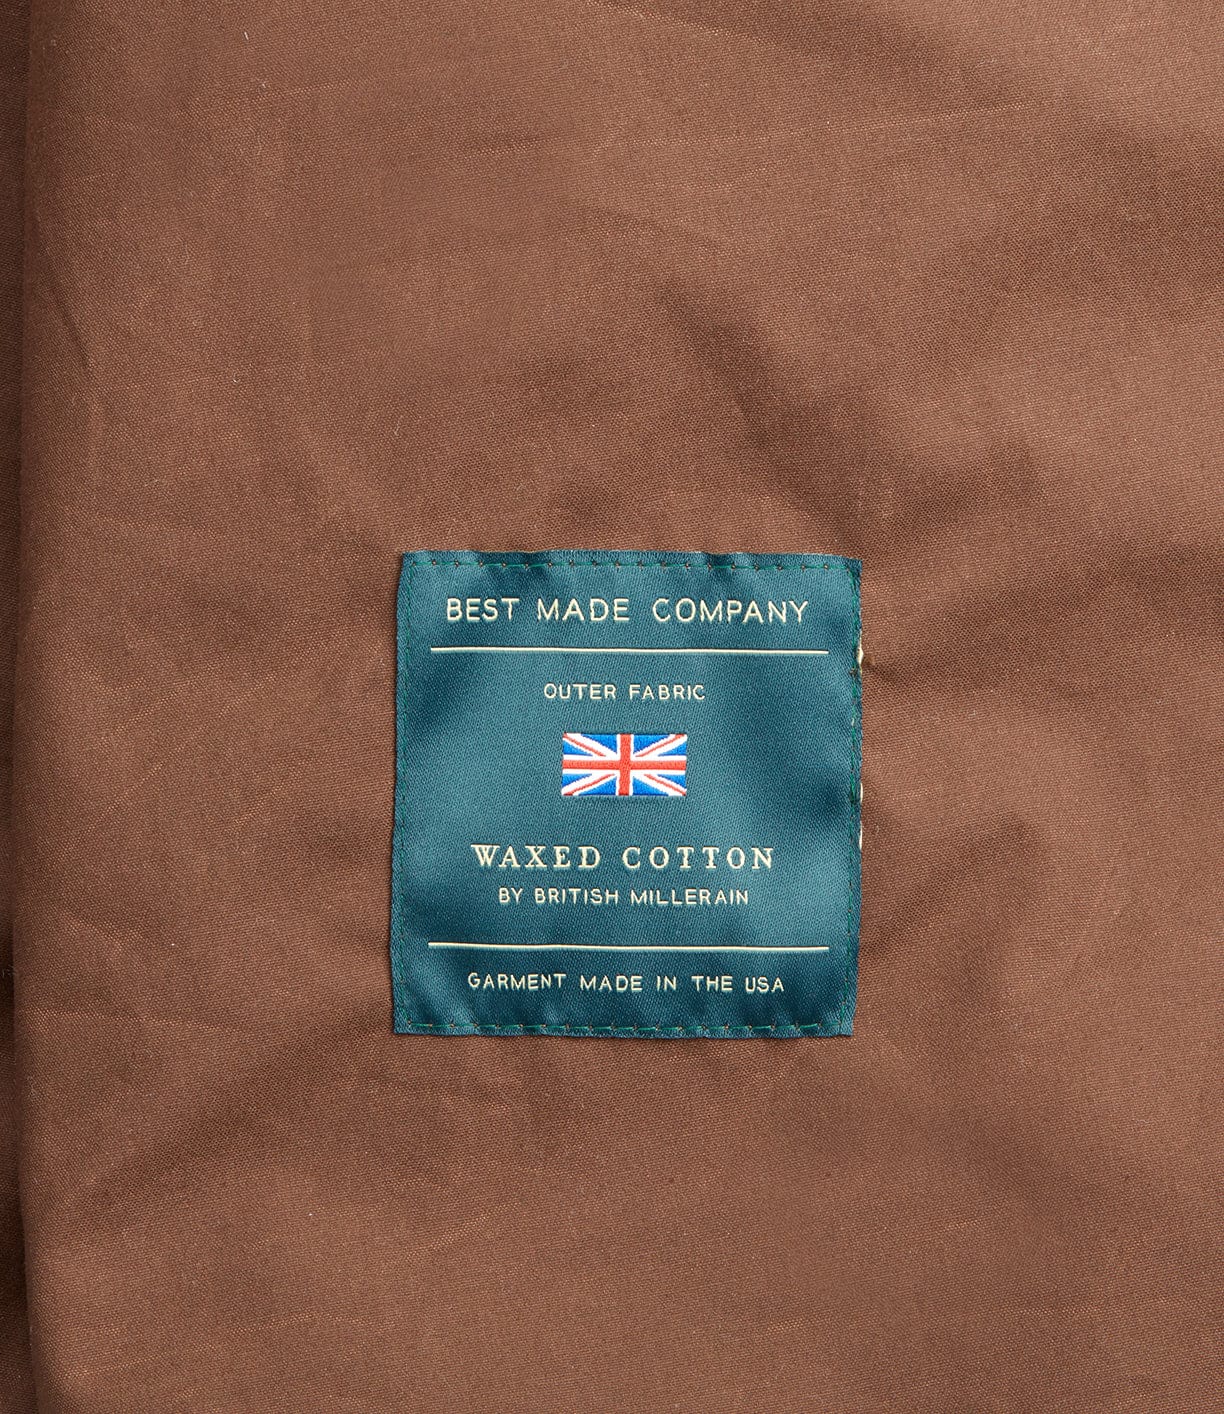 BEST MADE COMPANY
OUTER FABRIC
WAXED COTTON
BY BRITISH MILLERAIN
GARMENT MADE IN THE USA